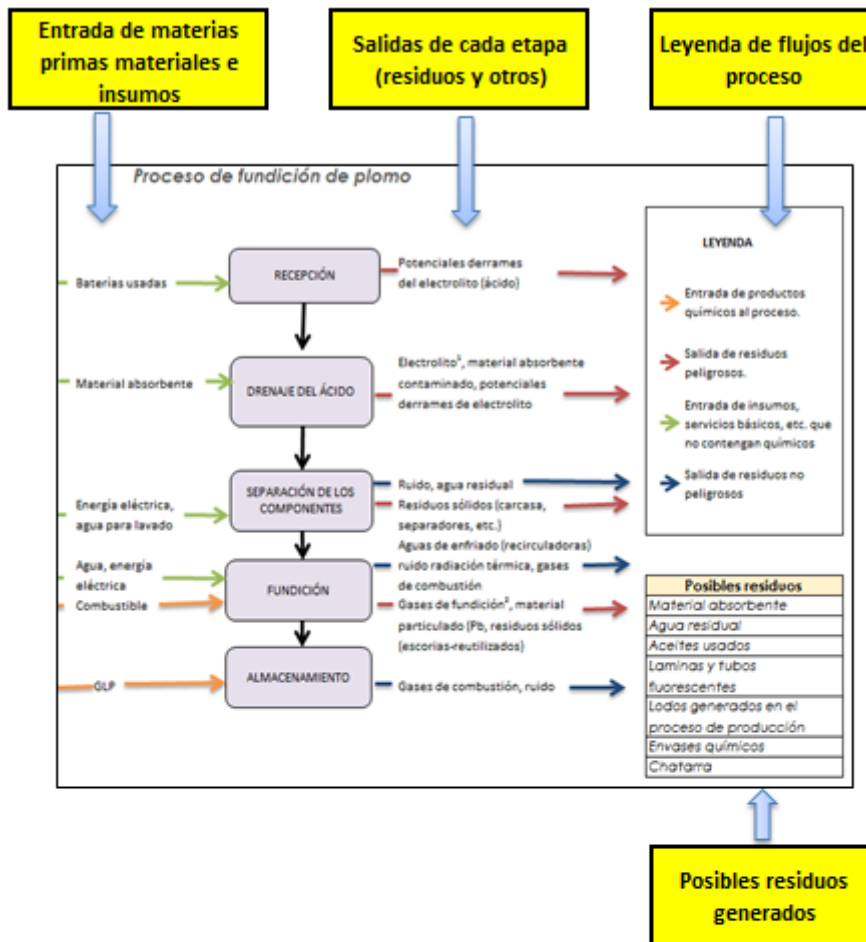 Entrada de materias
primas materiales e
insumos
Salidas de cada etapa
(residuos y otros)
Leyenda de flujos del
proceso
Proceso de fundición de plomo
Baterías usadas
RECEPCIÓN
Potenciales derrames
del electrolito (ácido)
Material absorbente
DRENAJE DEL ÁCIDO
Electrolito¹, material absorbente
contaminado, potenciales
derrames de electrolito
Energía eléctrica,
agua para lavado
SEPARACIÓN DE LOS
COMPONENTES
Ruido, agua residual
Residuos sólidos (carcasa,
separadores, etc.)
Agua, energía
eléctrica
Combustible
FUNDICIÓN
Aguas de enfriado (recirculadoras)
ruido radiación térmica, gases
de combustión
Gases de fundición², material
particulado (Pb, residuos sólidos
(escorias-reutilizados)
GLP
ALMACENAMIENTO
Gases de combustión, ruido
LEYENDA
Entrada de productos
químicos al proceso.
Salida de residuos
peligrosos.
Entrada de insumos,
servicios básicos, etc. que
no contengan químicos
Salida de residuos no
peligrosos
Posibles residuos
Material absorbente
Agua residual
Aceites usados
Laminas y tubos
fluorescentes
Lodos generados en el
proceso de producción
Envases químicos
Chatarra
Posibles residuos
generados